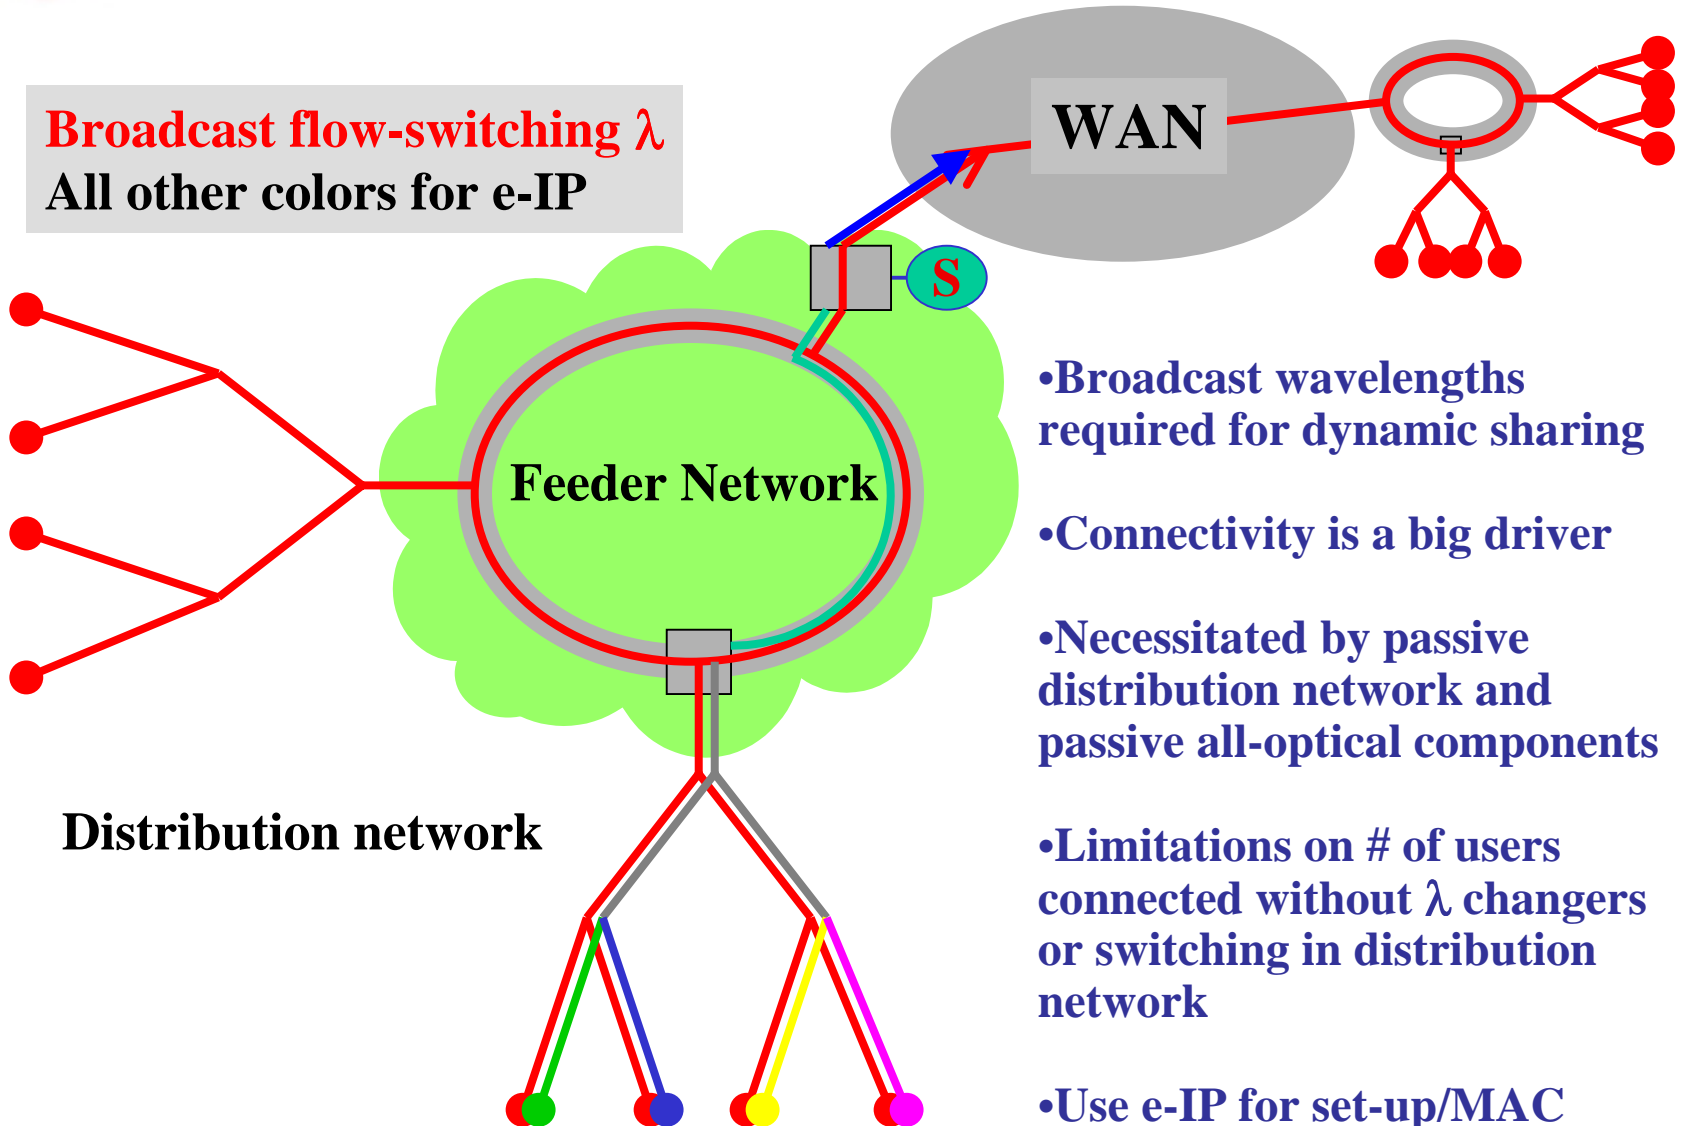 WAN
Broadcast flow-switching λ
All other colors for e-IP
S
Feeder Network
Distribution network
•Broadcast wavelengths
required for dynamic sharing
•Connectivity is a big driver
•Necessitated by passive
distribution network and
passive all-optical components
•Limitations on # of users
connected without λ changers
or switching in distribution
network
•Use e-IP for set-up/MAC